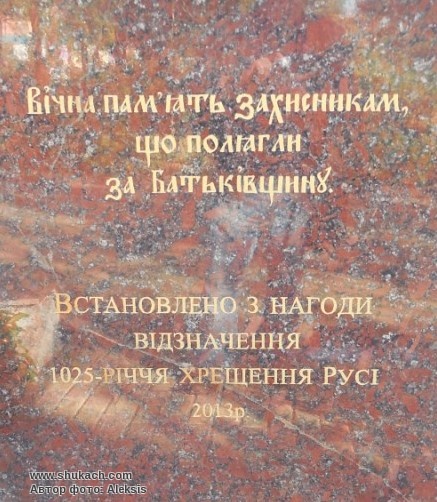 Вічна пам'ять захисникам,
що полягли
за Батьківщину.
Встановлено з нагоди
відзначення
1025-річчя хрещення Русі
2013р.
www.shukach.com
Автор фото: Aleksis